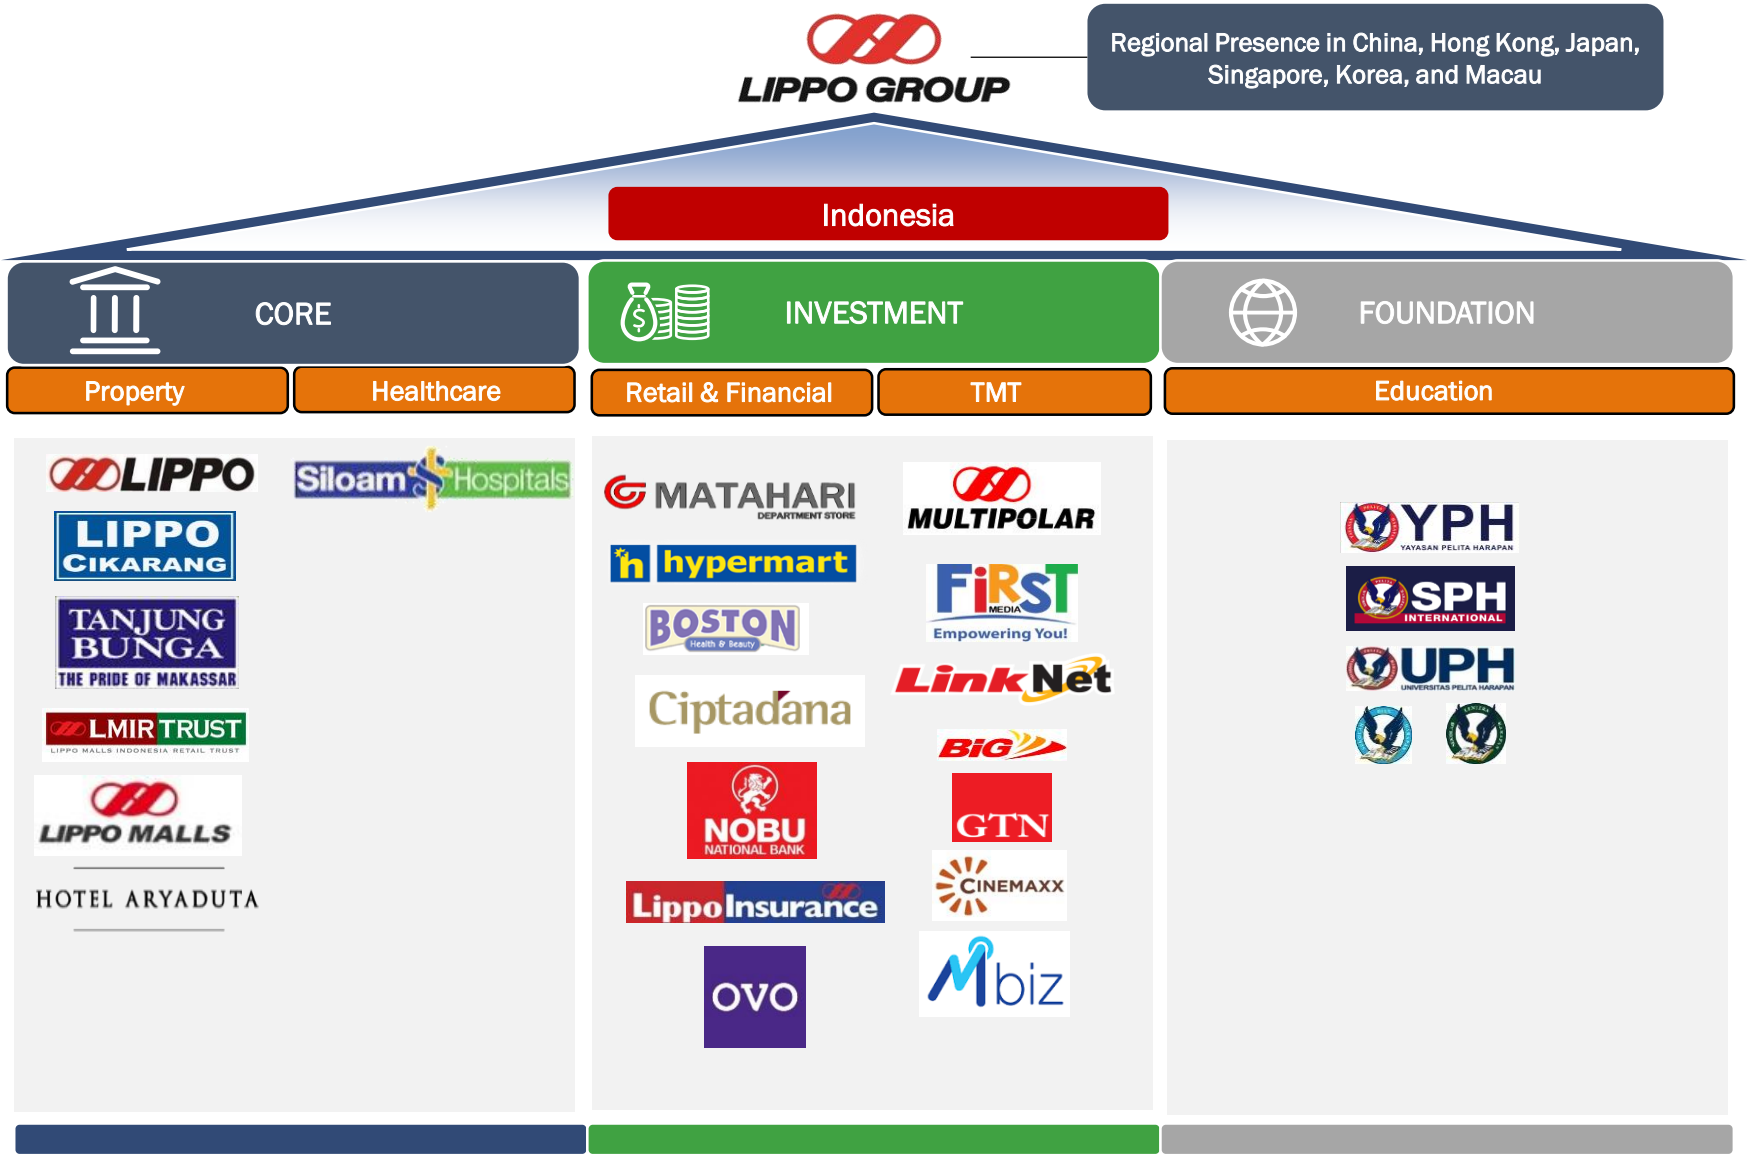 LIPPO GROUP
Regional Presence in China, Hong Kong, Japan,
Singapore, Korea, and Macau
Indonesia
CORE
INVESTMENT
FOUNDATION
Property
Healthcare
Retail & Financial
TMT
Education
LIPPO
LIPPO
CIKARANG
TANJUNG
BUNGA
THE PRIDE OF MAKASSAR
LMIR TRUST
LIPPO MALLS INDONESIA RETAIL TRUST
LIPPO MALLS
HOTEL ARYADUTA
Siloam Hospitals
MATAHARI
DEPARTMENT STORE
h hypermart
BOSTON
Health & Beauty
Ciptadana
NOBU
NATIONAL BANK
LippoInsurance
OVO
MULTIPOLAR
FiRST
MEDIA
Empowering You!
LinkNet
BiG
GTN
CINEMAXX
Mbiz
YPH
YAYASAN PELITA HARAPAN
SPH
INTERNATIONAL
UPH
UNIVERSITAS PELITA HARAPAN